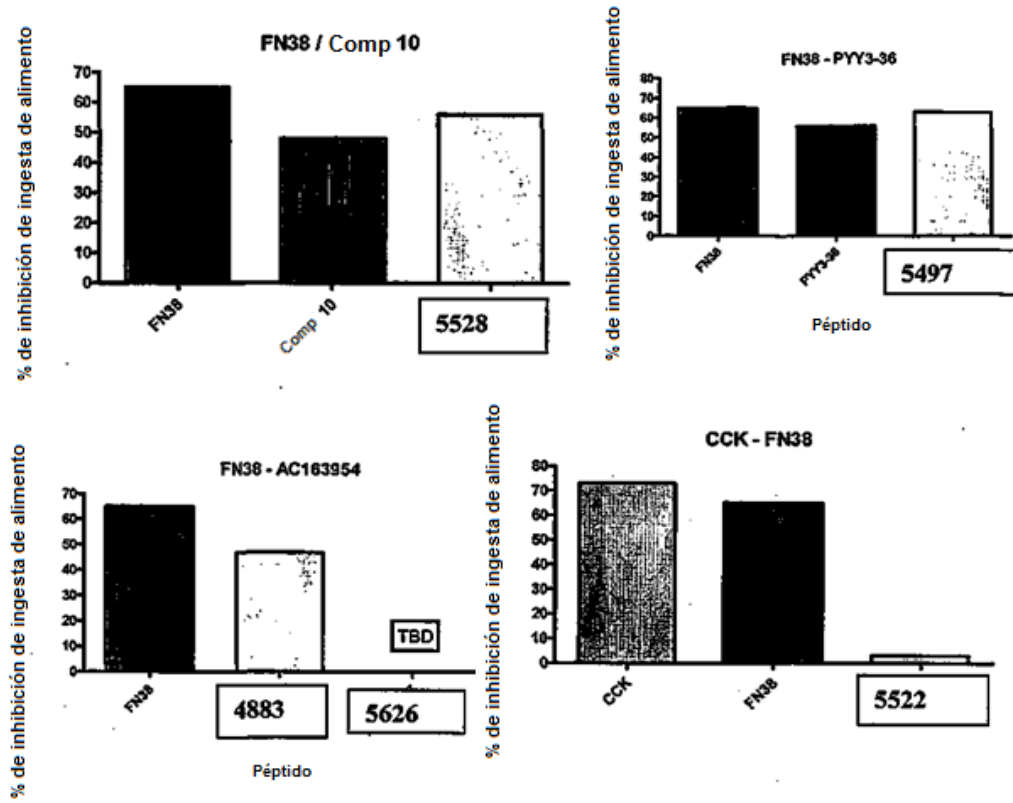 FN38 / Comp 10
% de inhibición de ingesta de alimento
70
60
50
40
30
20
10
0
FN38
Comp 10
5528
FN38 - PYY3-36
% de inhibición de ingesta de alimento
80
70
60
50
40
30
20
10
0
FN38
PYY3-36
5497
Péptido
FN38 - AC163954
% de inhibición de ingesta de alimento
70
60
50
40
30
20
10
0
TBD
FN38
4883
5626
Péptido
CCK - FN38
% de inhibición de ingesta de alimento
80
70
60
50
40
30
20
10
0
CCK
FN38
5522